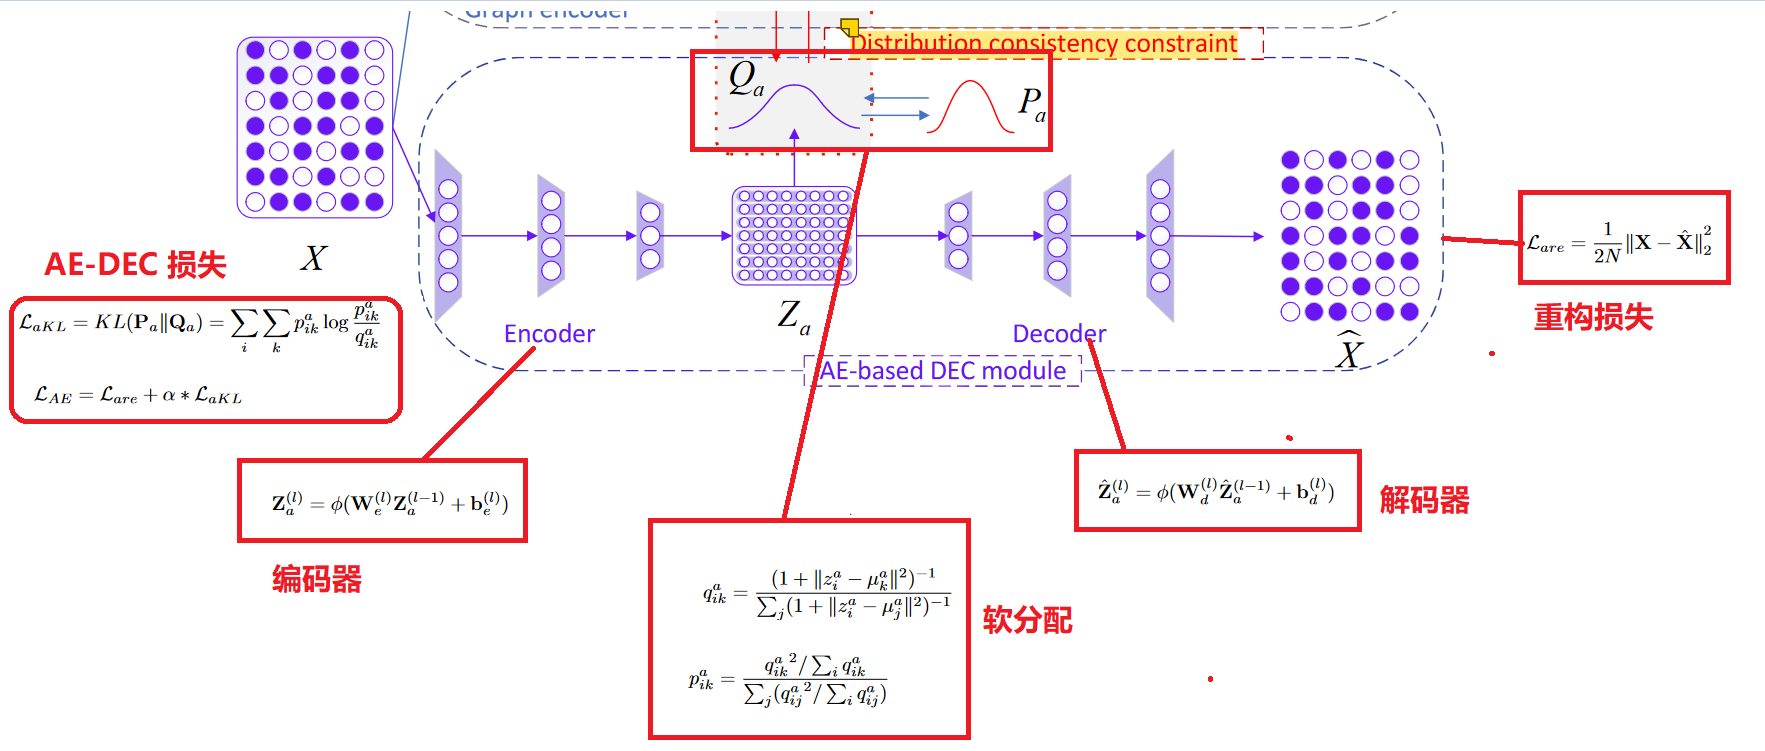 Graph encoder
Distribution consistency constraint
Q_a
P_a
X
AE-DEC 损失
\mathcal{L}_{aKL} = KL(\mathbf{P}_a \| \mathbf{Q}_a) = \sum_i \sum_k p_{ik}^a \log \frac{p_{ik}^a}{q_{ik}^a}
\mathcal{L}_{AE} = \mathcal{L}_{are} + \alpha * \mathcal{L}_{aKL}
Encoder
Z_a
Decoder
AE-based DEC module
\widehat{X}
\mathcal{L}_{are} = \frac{1}{2N} \|\mathbf{X} - \hat{\mathbf{X}}\|_2^2
重构损失
\mathbf{Z}_a^{(l)} = \phi(\mathbf{W}_e^{(l)} \mathbf{Z}_a^{(l-1)} + \mathbf{b}_e^{(l)})
编码器
\hat{\mathbf{Z}}_a^{(l)} = \phi(\mathbf{W}_d^{(l)} \hat{\mathbf{Z}}_a^{(l-1)} + \mathbf{b}_d^{(l)})
解码器
q_{ik}^a = \frac{(1 + \|z_i^a - \mu_k^a\|^2)^{-1}}{\sum_j (1 + \|z_i^a - \mu_j^a\|^2)^{-1}}
软分配
p_{ik}^a = \frac{{q_{ik}^a}^2 / \sum_i q_{ik}^a}{\sum_j ({q_{ij}^a}^2 / \sum_i q_{ij}^a)}